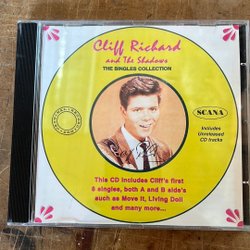 Cliff Richard
and The Shadows
THE SINGLES COLLECTION
SCANA
Includes
Unreleased
CD tracks
This CD includes Cliff's first
8 singles, both A and B side's
such as Move It, Living Doll
and many more...